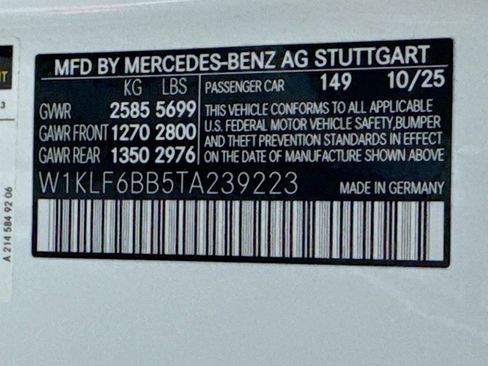 MFD BY MERCEDES-BENZ AG STUTTGART
KG LBS PASSENGER CAR 149 10/25
GVWR 2585 5699
GAWR FRONT 1270 2800
GAWR REAR 1350 2976
THIS VEHICLE CONFORMS TO ALL APPLICABLE
U.S. FEDERAL MOTOR VEHICLE SAFETY, BUMPER
AND THEFT PREVENTION STANDARDS IN EFFECT
ON THE DATE OF MANUFACTURE SHOWN ABOVE
W1KLF6BB5TA239223 MADE IN GERMANY
A 214 584 92 06